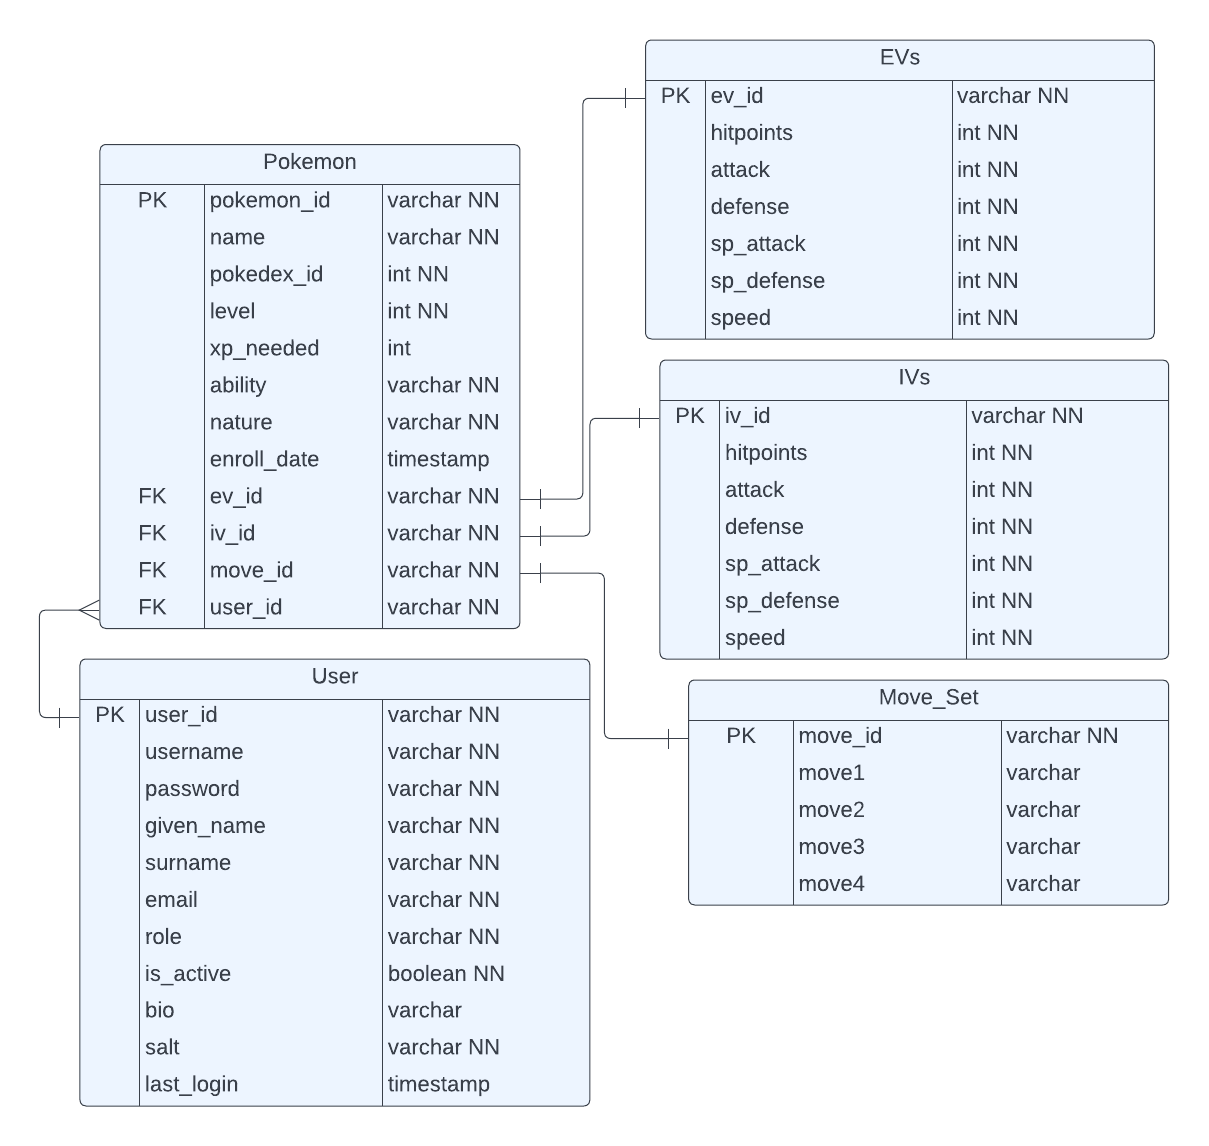 EVs
PK ev_id varchar NN
hitpoints int NN
attack int NN
defense int NN
sp_attack int NN
sp_defense int NN
speed int NN
Pokemon
PK pokemon_id varchar NN
name varchar NN
pokedex_id int NN
level int NN
xp_needed int
ability varchar NN
nature varchar NN
enroll_date timestamp
FK ev_id varchar NN
FK iv_id varchar NN
FK move_id varchar NN
FK user_id varchar NN
IVs
PK iv_id varchar NN
hitpoints int NN
attack int NN
defense int NN
sp_attack int NN
sp_defense int NN
speed int NN
User
PK user_id varchar NN
username varchar NN
password varchar NN
given_name varchar NN
surname varchar NN
email varchar NN
role varchar NN
is_active boolean NN
bio varchar
salt varchar NN
last_login timestamp
Move_Set
PK move_id varchar NN
move1 varchar
move2 varchar
move3 varchar
move4 varchar